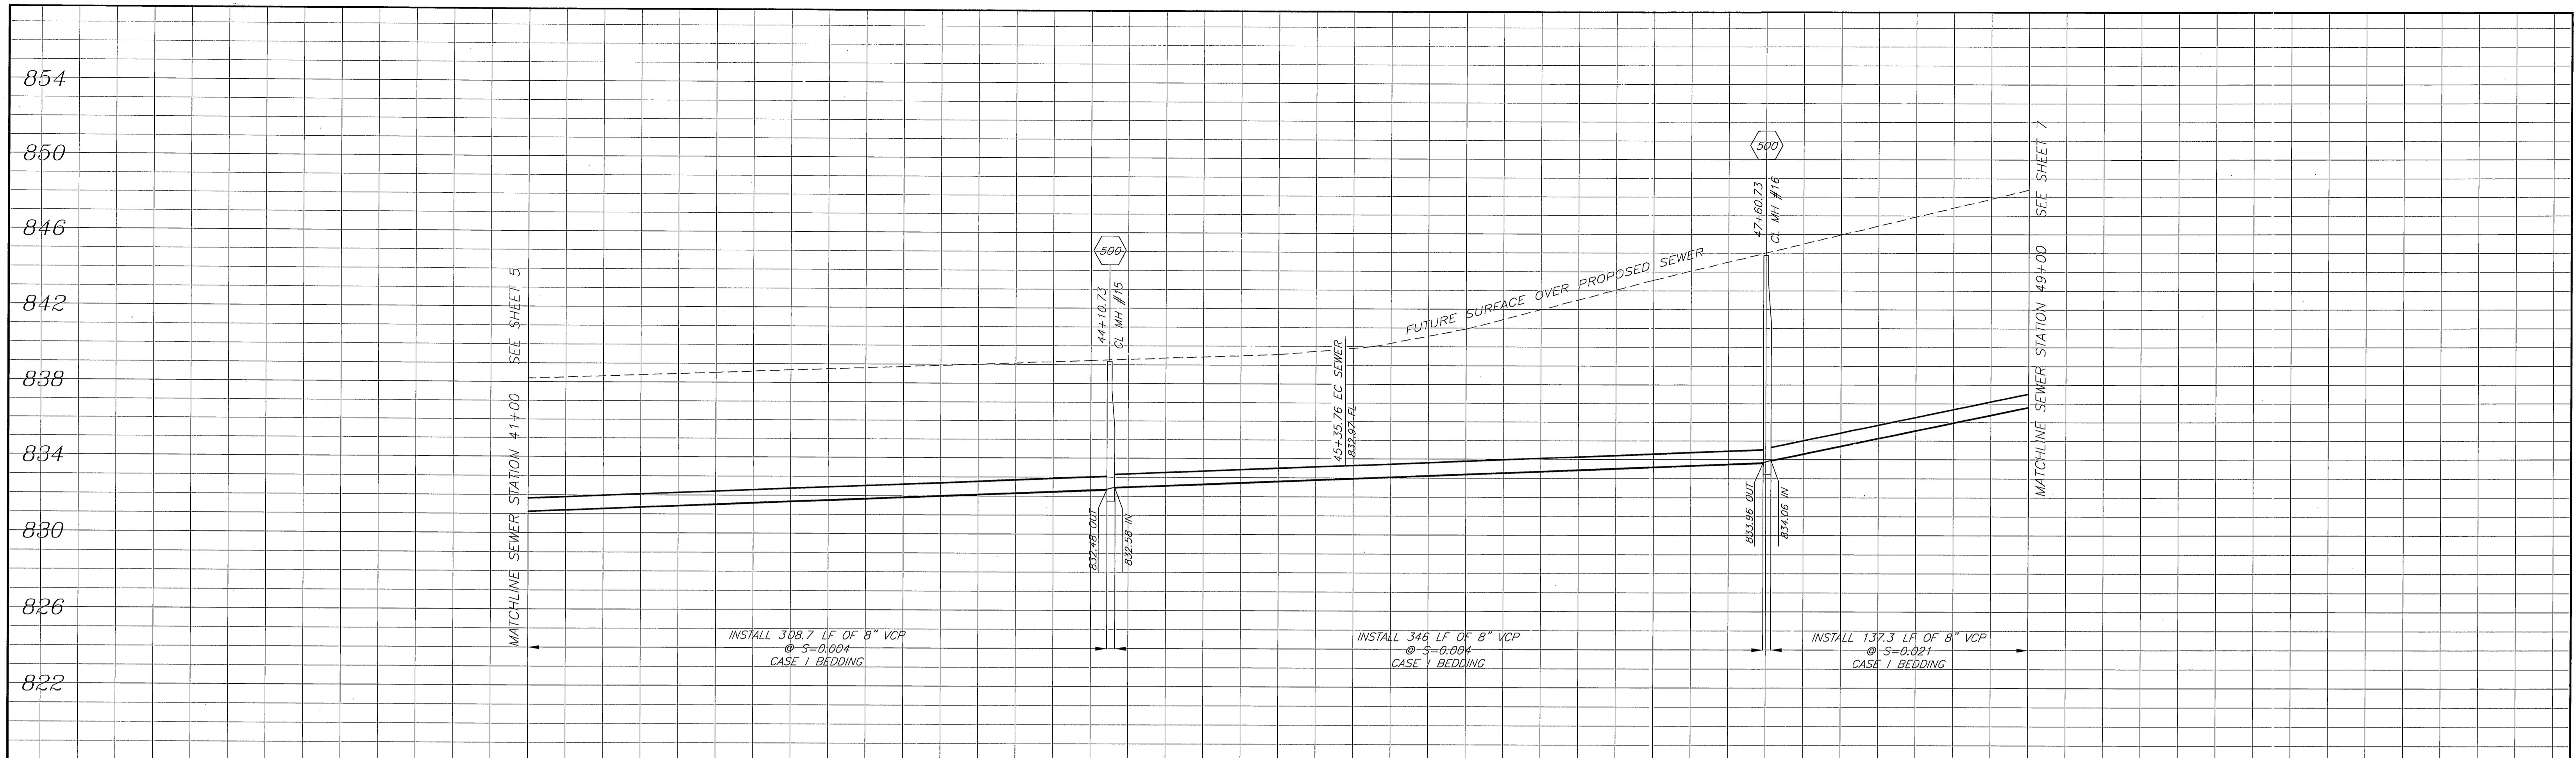 854
850
846
842
838
834
830
826
822
MATCHLINE SEWER STATION 41+00 SEE SHEET 5
500
44+10.73
CL MH #15
832.48 OUT
832.58 IN
45+35.76 EC SEWER
832.97 FL
FUTURE SURFACE OVER PROPOSED SEWER
500
47+60.73
CL MH #16
833.96 OUT
834.06 IN
MATCHLINE SEWER STATION 49+00 SEE SHEET 7
INSTALL 308.7 LF OF 8" VCP
@ S=0.004
CASE I BEDDING
INSTALL 346 LF OF 8" VCP
@ S=0.004
CASE I BEDDING
INSTALL 137.3 LF OF 8" VCP
@ S=0.021
CASE I BEDDING